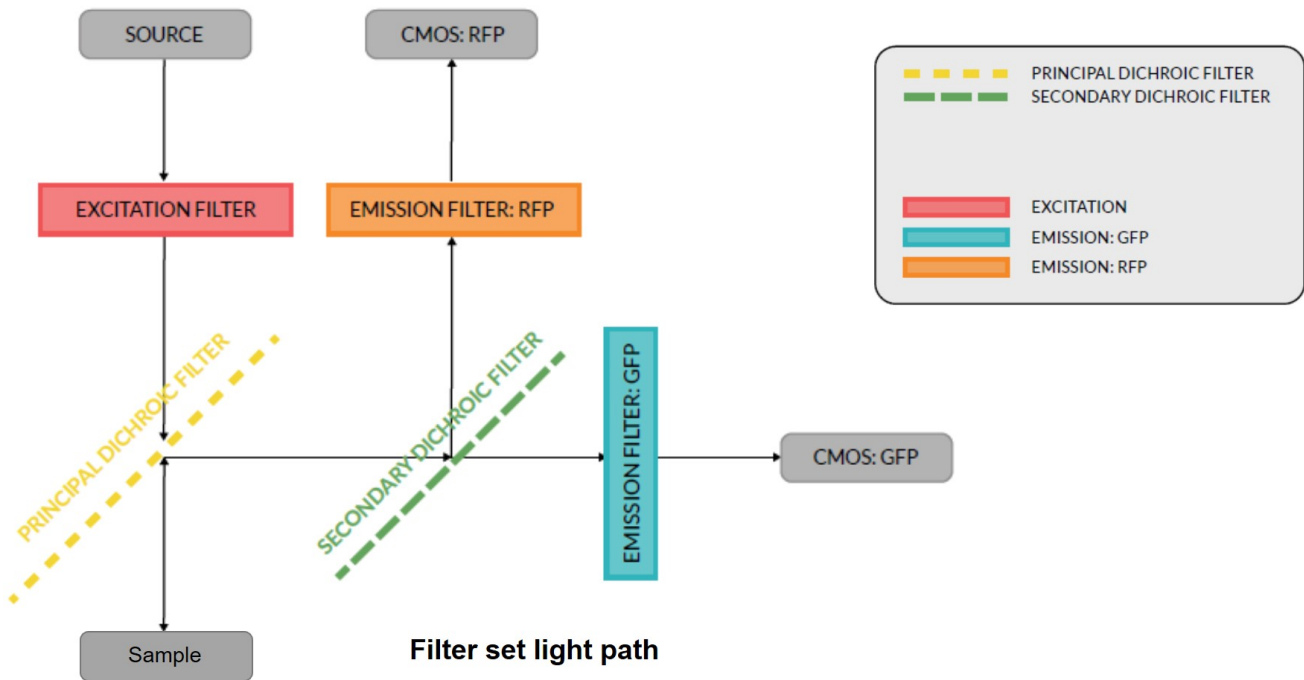 SOURCE
CMOS: RFP
PRINCIPAL DICHROIC FILTER
SECONDARY DICHROIC FILTER
EXCITATION FILTER
EMISSION FILTER: RFP
EXCITATION
EMISSION: GFP
EMISSION: RFP
PRINCIPAL DICHROIC FILTER
SECONDARY DICHROIC FILTER
EMISSION FILTER: GFP
CMOS: GFP
Sample
Filter set light path